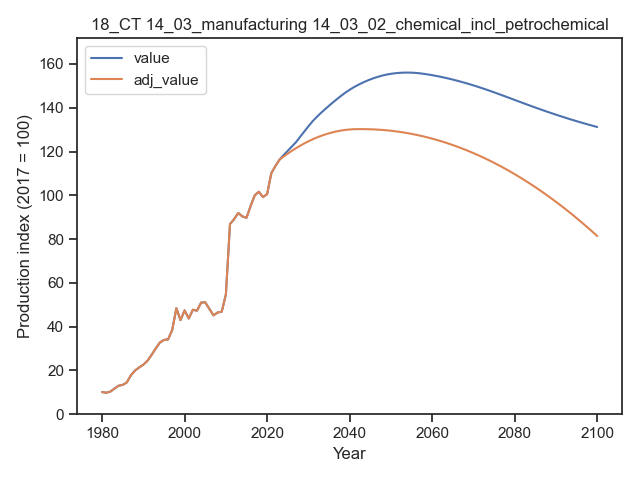 18_CT 14_03_manufacturing 14_03_02_chemical_incl_petrochemical
value
adj_value
Production index (2017 = 100)
160
140
120
100
80
60
40
20
0
1980 2000 2020 2040 2060 2080 2100
Year